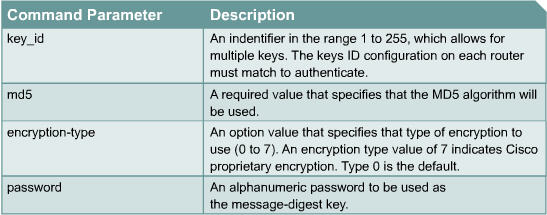 Command Parameter Description
key_id An indentifier in the range 1 to 255, which allows for
multiple keys. The keys ID configuration on each router
must match to authenticate.
md5 A required value that specifies that the MD5 algorithm will
be used.
encryption-type An option value that specifies that type of encryption to
use (0 to 7). An encryption type value of 7 indicates Cisco
proprietary encryption. Type 0 is the default.
password An alphanumeric password to be used as
the message-digest key.